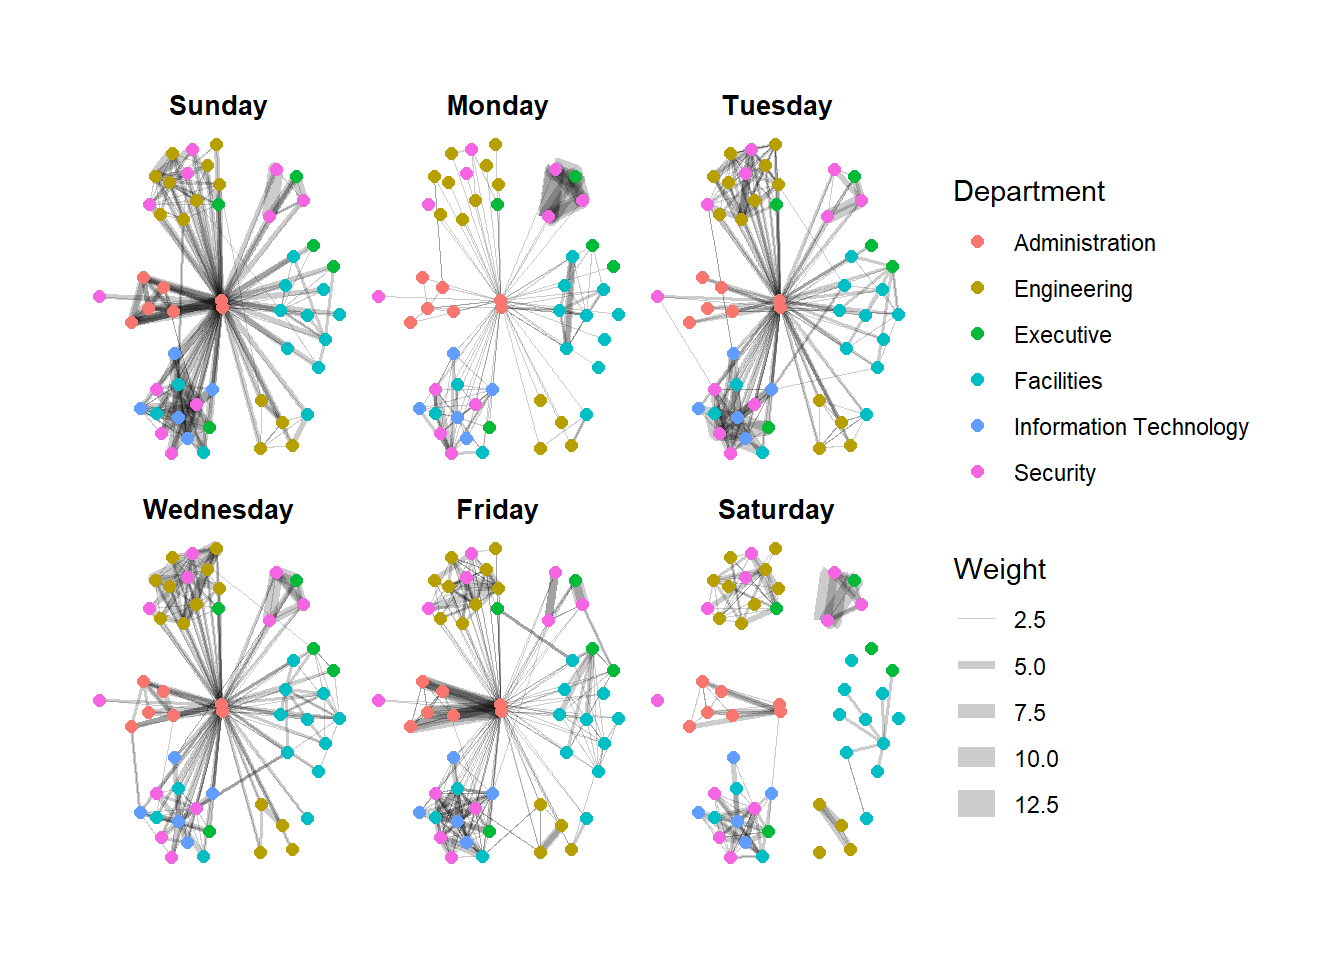 Sunday
Monday
Tuesday
Wednesday
Friday
Saturday
Department
Administration
Engineering
Executive
Facilities
Information Technology
Security
Weight
2.5
5.0
7.5
10.0
12.5